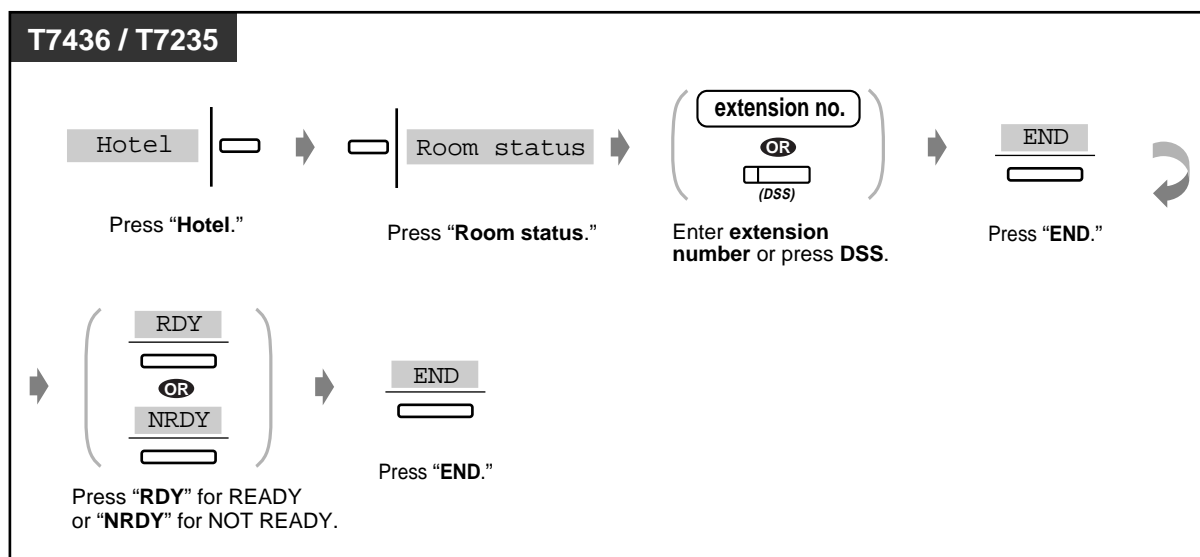 T7436 / T7235
Hotel
Press “Hotel.”
Room status
Press “Room status.”
extension no.
OR
(DSS)
Enter extension
number or press DSS.
END
Press “END.”
RDY
OR
NRDY
Press “RDY” for READY
or “NRDY” for NOT READY.
END
Press “END.”